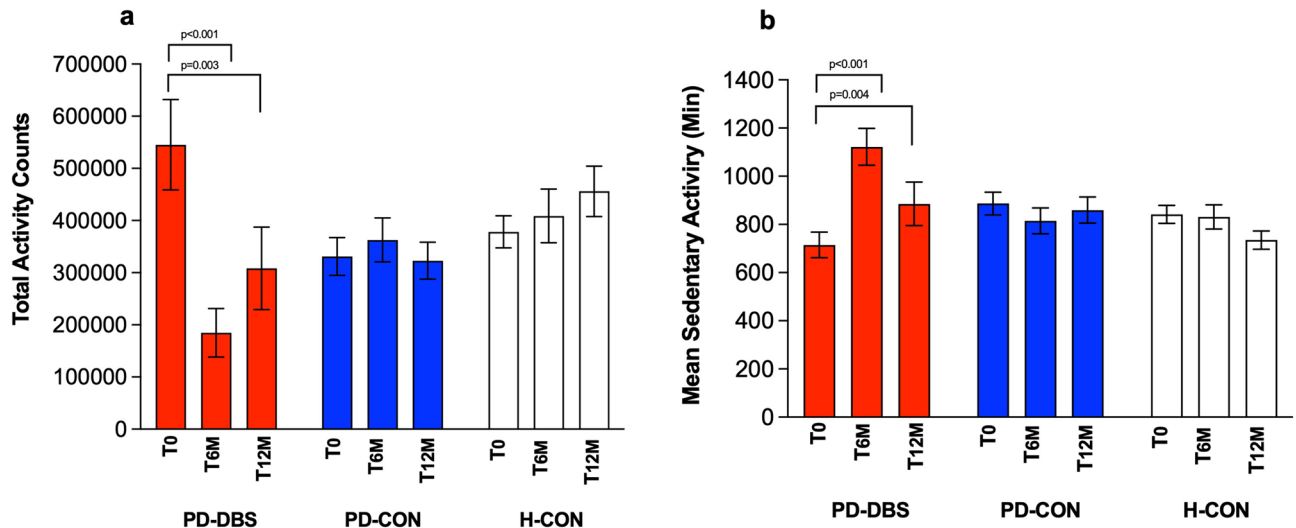 a
p<0.001
p=0.003
700000
600000
500000
400000
300000
200000
100000
0
Total Activity Counts
T0
T6M
T12M
T0
T6M
T12M
T0
T6M
T12M
PD-DBS
PD-CON
H-CON
b
p<0.001
p=0.004
1400
1200
1000
800
600
400
200
0
Mean Sedentary Activiry (Min)
T0
T6M
T12M
T0
T6M
T12M
T0
T6M
T12M
PD-DBS
PD-CON
H-CON